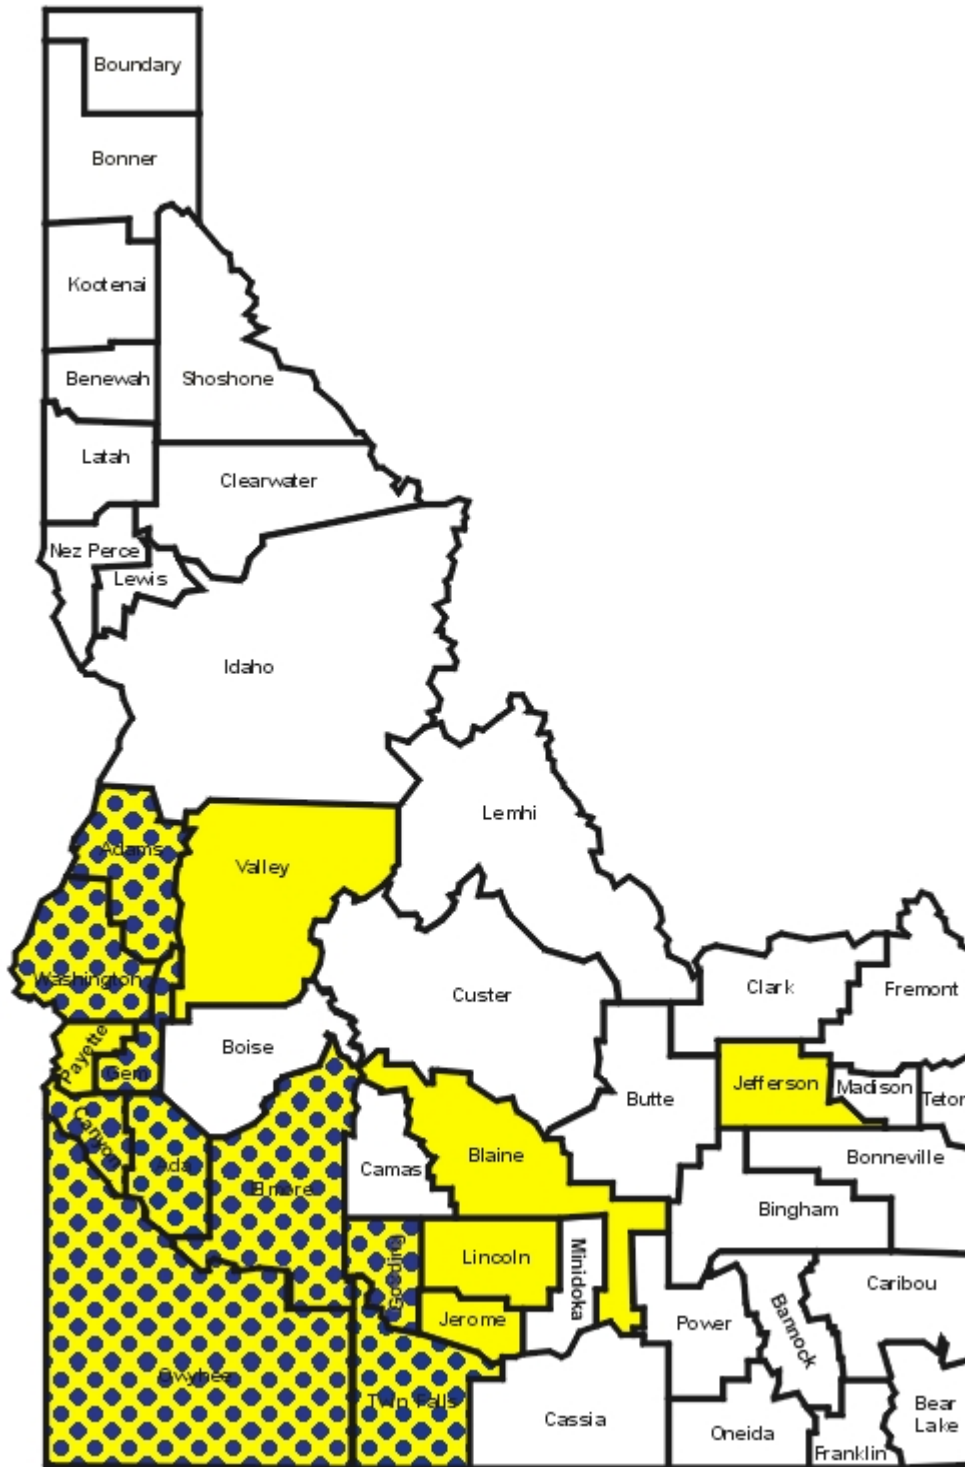 Boundary
Bonner
Kootenai
Benewah
Shoshone
Latah
Clearwater
Nez Perce
Lewis
Idaho
Lemhi
Adams
Valley
Washington
Custer
Clark
Fremont
Payette
Gem
Boise
Butte
Jefferson
Madison
Teton
Canyon
Ada
Elmore
Camas
Blaine
Bonneville
Bingham
Gooding
Lincoln
Minidoka
Jerome
Power
Bannock
Caribou
Owyhee
Twin Falls
Cassia
Oneida
Franklin
Bear
Lake